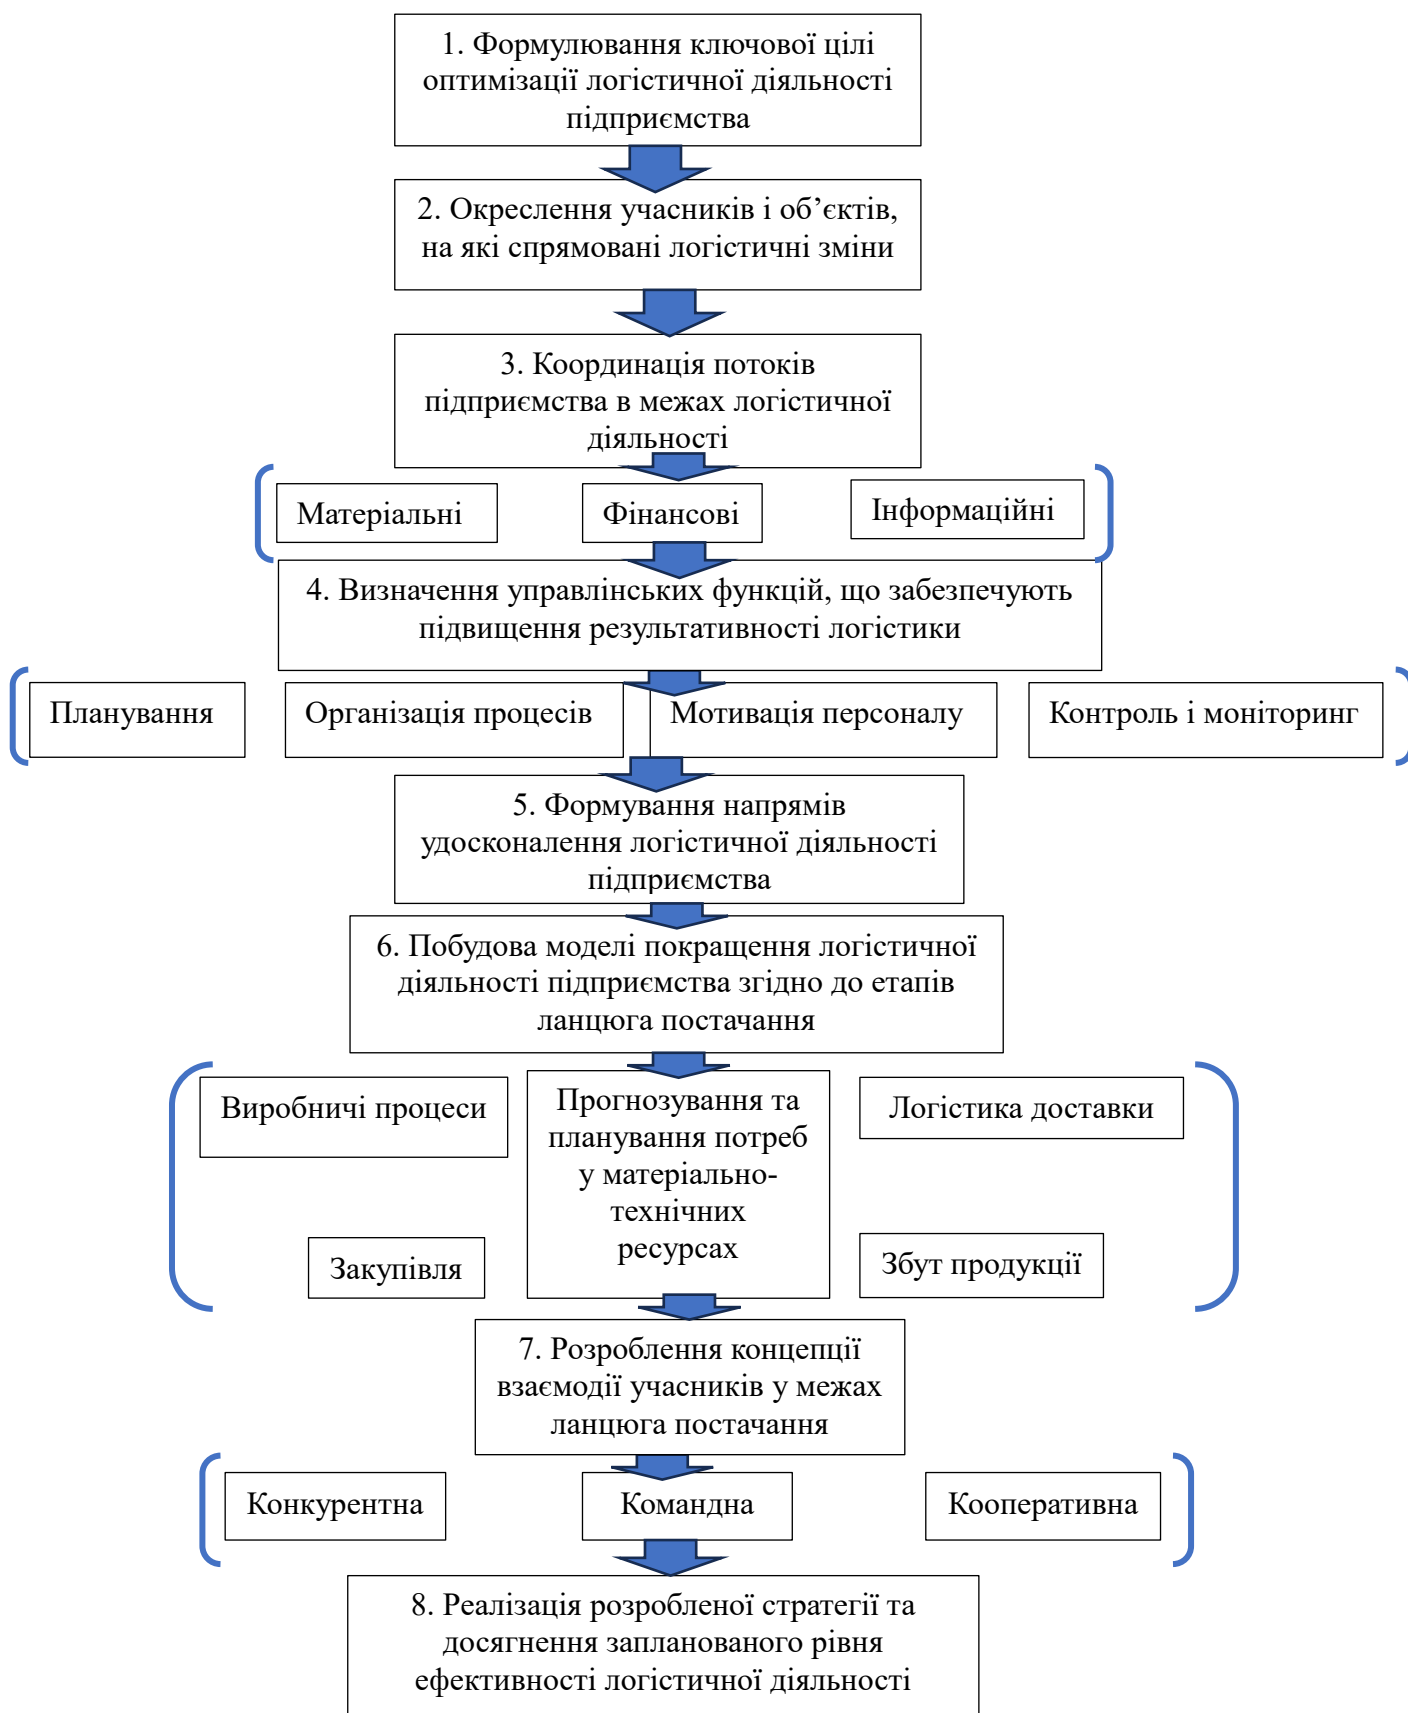 1. Формулювання ключової цілі
оптимізації логістичної діяльності
підприємства
2. Окреслення учасників і об’єктів,
на які спрямовані логістичні зміни
3. Координація потоків
підприємства в межах логістичної
діяльності
Матеріальні
Фінансові
Інформаційні
4. Визначення управлінських функцій, що забезпечують
підвищення результативності логістики
Планування
Організація процесів
Мотивація персоналу
Контроль і моніторинг
5. Формування напрямів
удосконалення логістичної діяльності
підприємства
6. Побудова моделі покращення логістичної
діяльності підприємства згідно до етапів
ланцюга постачання
Виробничі процеси
Прогнозування та
планування потреб
у матеріально-
технічних
ресурсах
Логістика доставки
Закупівля
Збут продукції
7. Розроблення концепції
взаємодії учасників у межах
ланцюга постачання
Конкурентна
Командна
Кооперативна
8. Реалізація розробленої стратегії та
досягнення запланованого рівня
ефективності логістичної діяльності